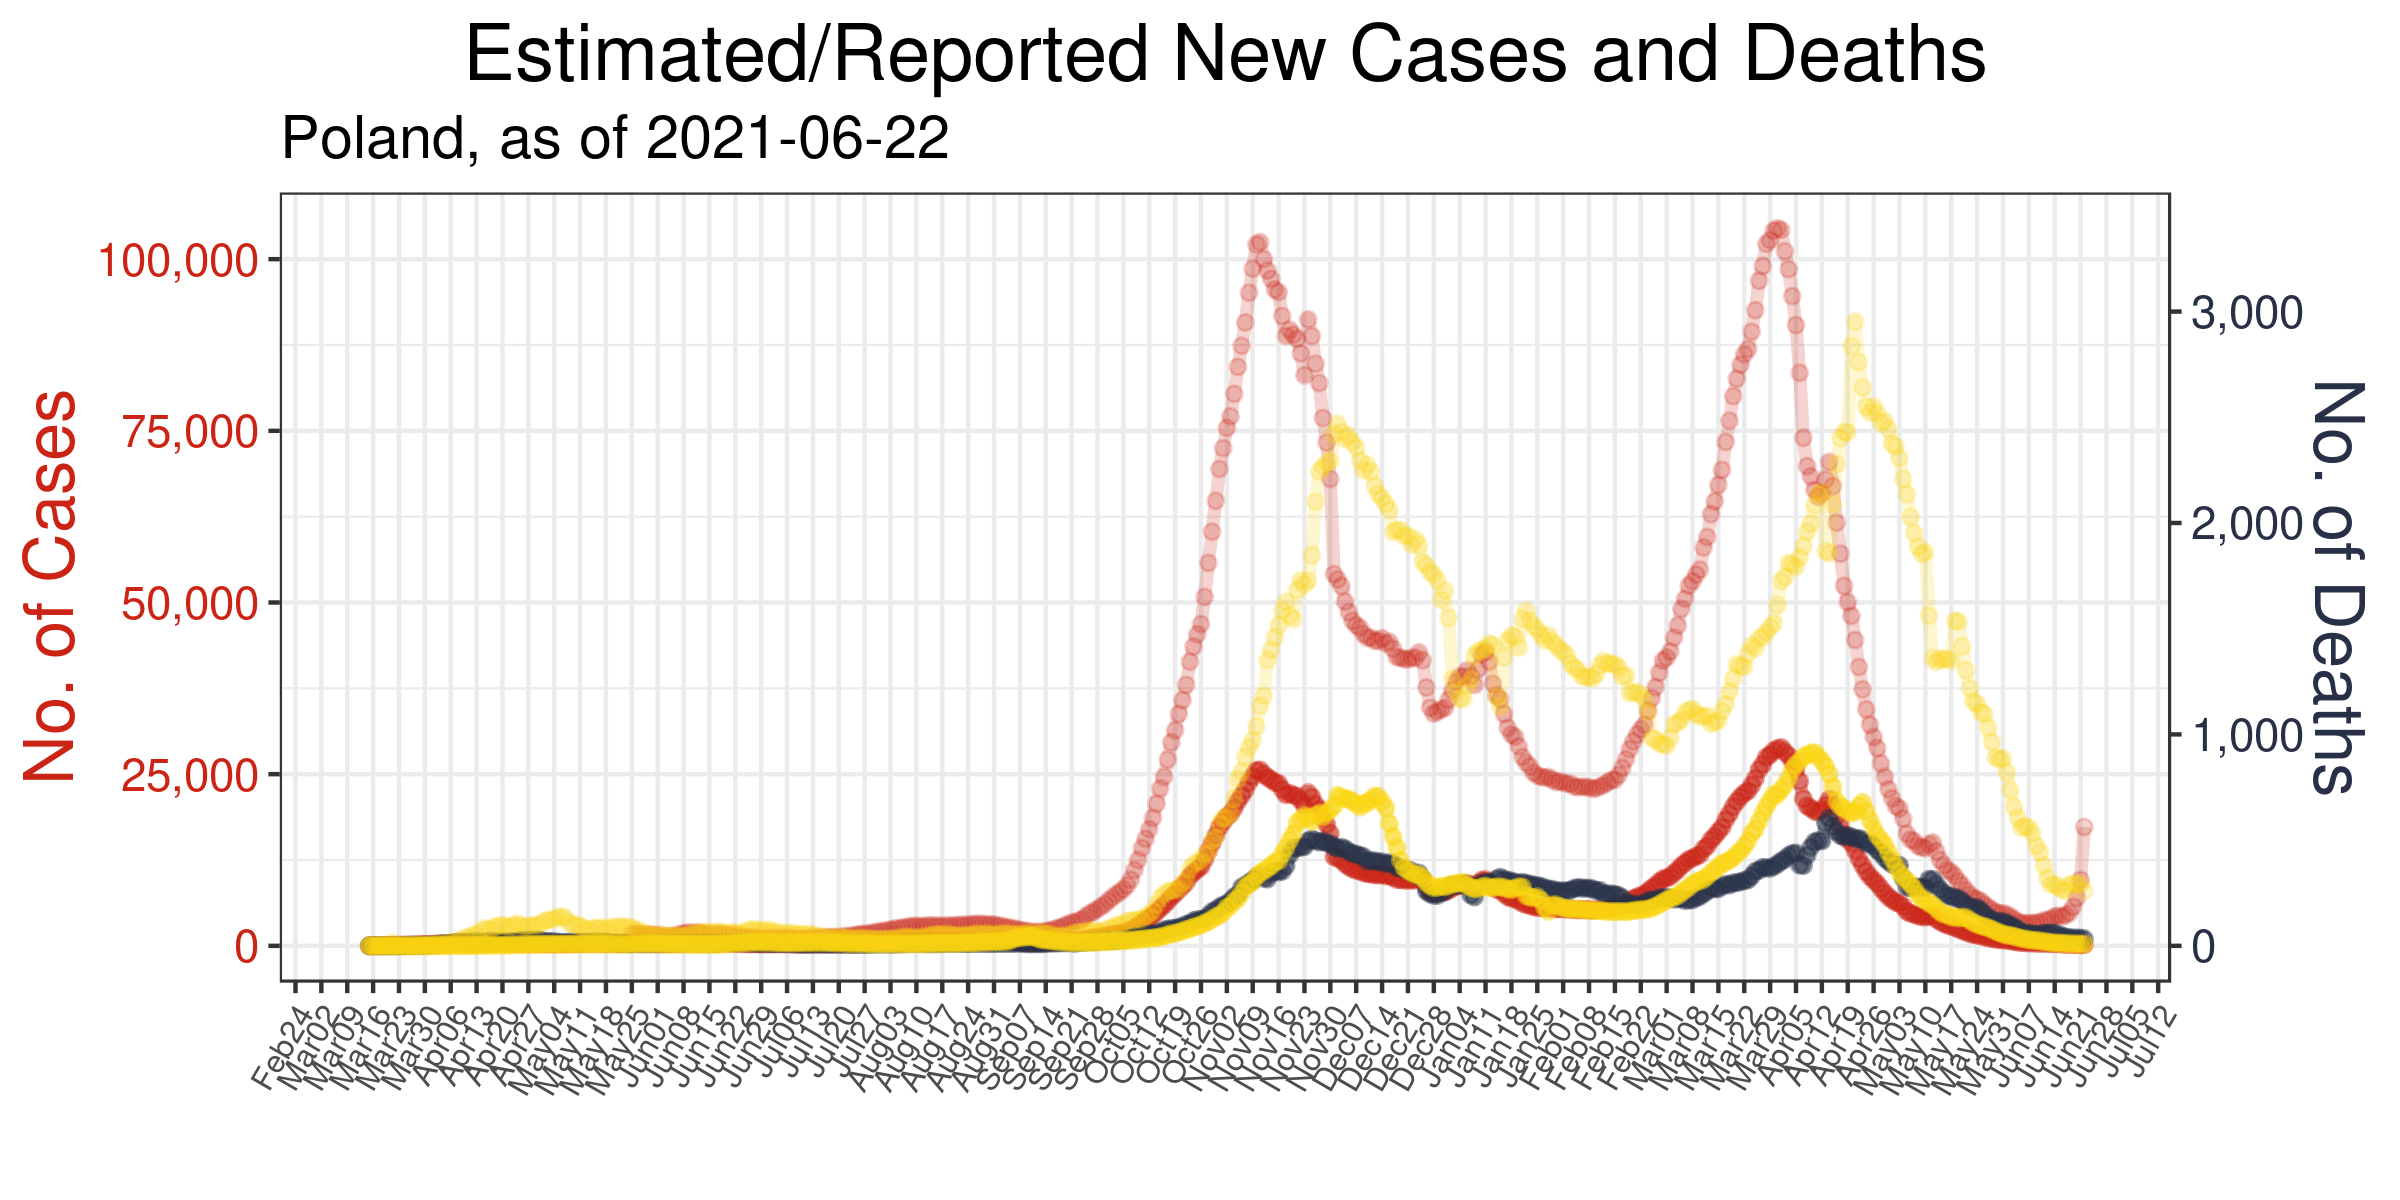 Estimated/Reported New Cases and Deaths
Poland, as of 2021-06-22
No. of Cases
100,000
75,000
50,000
25,000
0
3,000
2,000
1,000
0
No. of Deaths
Feb24
Mar02
Mar09
Mar16
Mar23
Mar30
Apr06
Apr13
Apr20
Apr27
May04
May11
May18
May25
Jun01
Jun08
Jun15
Jun22
Jun29
Jul06
Jul13
Jul20
Jul27
Aug03
Aug10
Aug17
Aug24
Aug31
Sep07
Sep14
Sep21
Sep28
Oct05
Oct12
Oct19
Oct26
Nov02
Nov09
Nov16
Nov23
Nov30
Dec07
Dec14
Dec21
Dec28
Jan04
Jan11
Jan18
Jan25
Feb01
Feb08
Feb15
Feb22
Mar01
Mar08
Mar15
Mar22
Mar29
Apr05
Apr12
Apr19
Apr26
May03
May10
May17
May24
May31
Jun07
Jun14
Jun21
Jun28
Jul05
Jul12